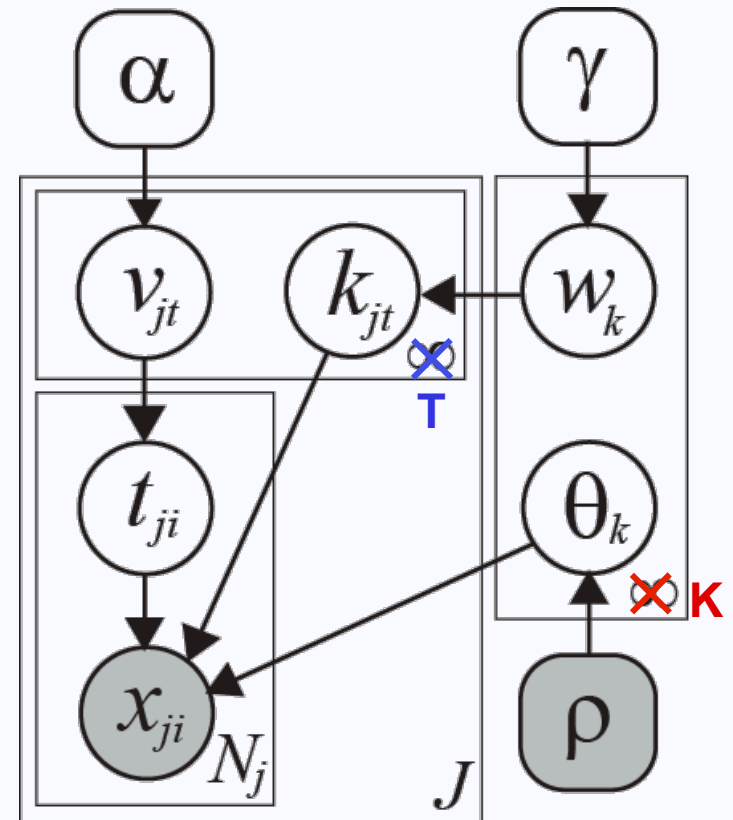 α γ
v_jt k_jt w_k
∞
T
t_ji θ_k
∞ K
x_ji N_j J ρ